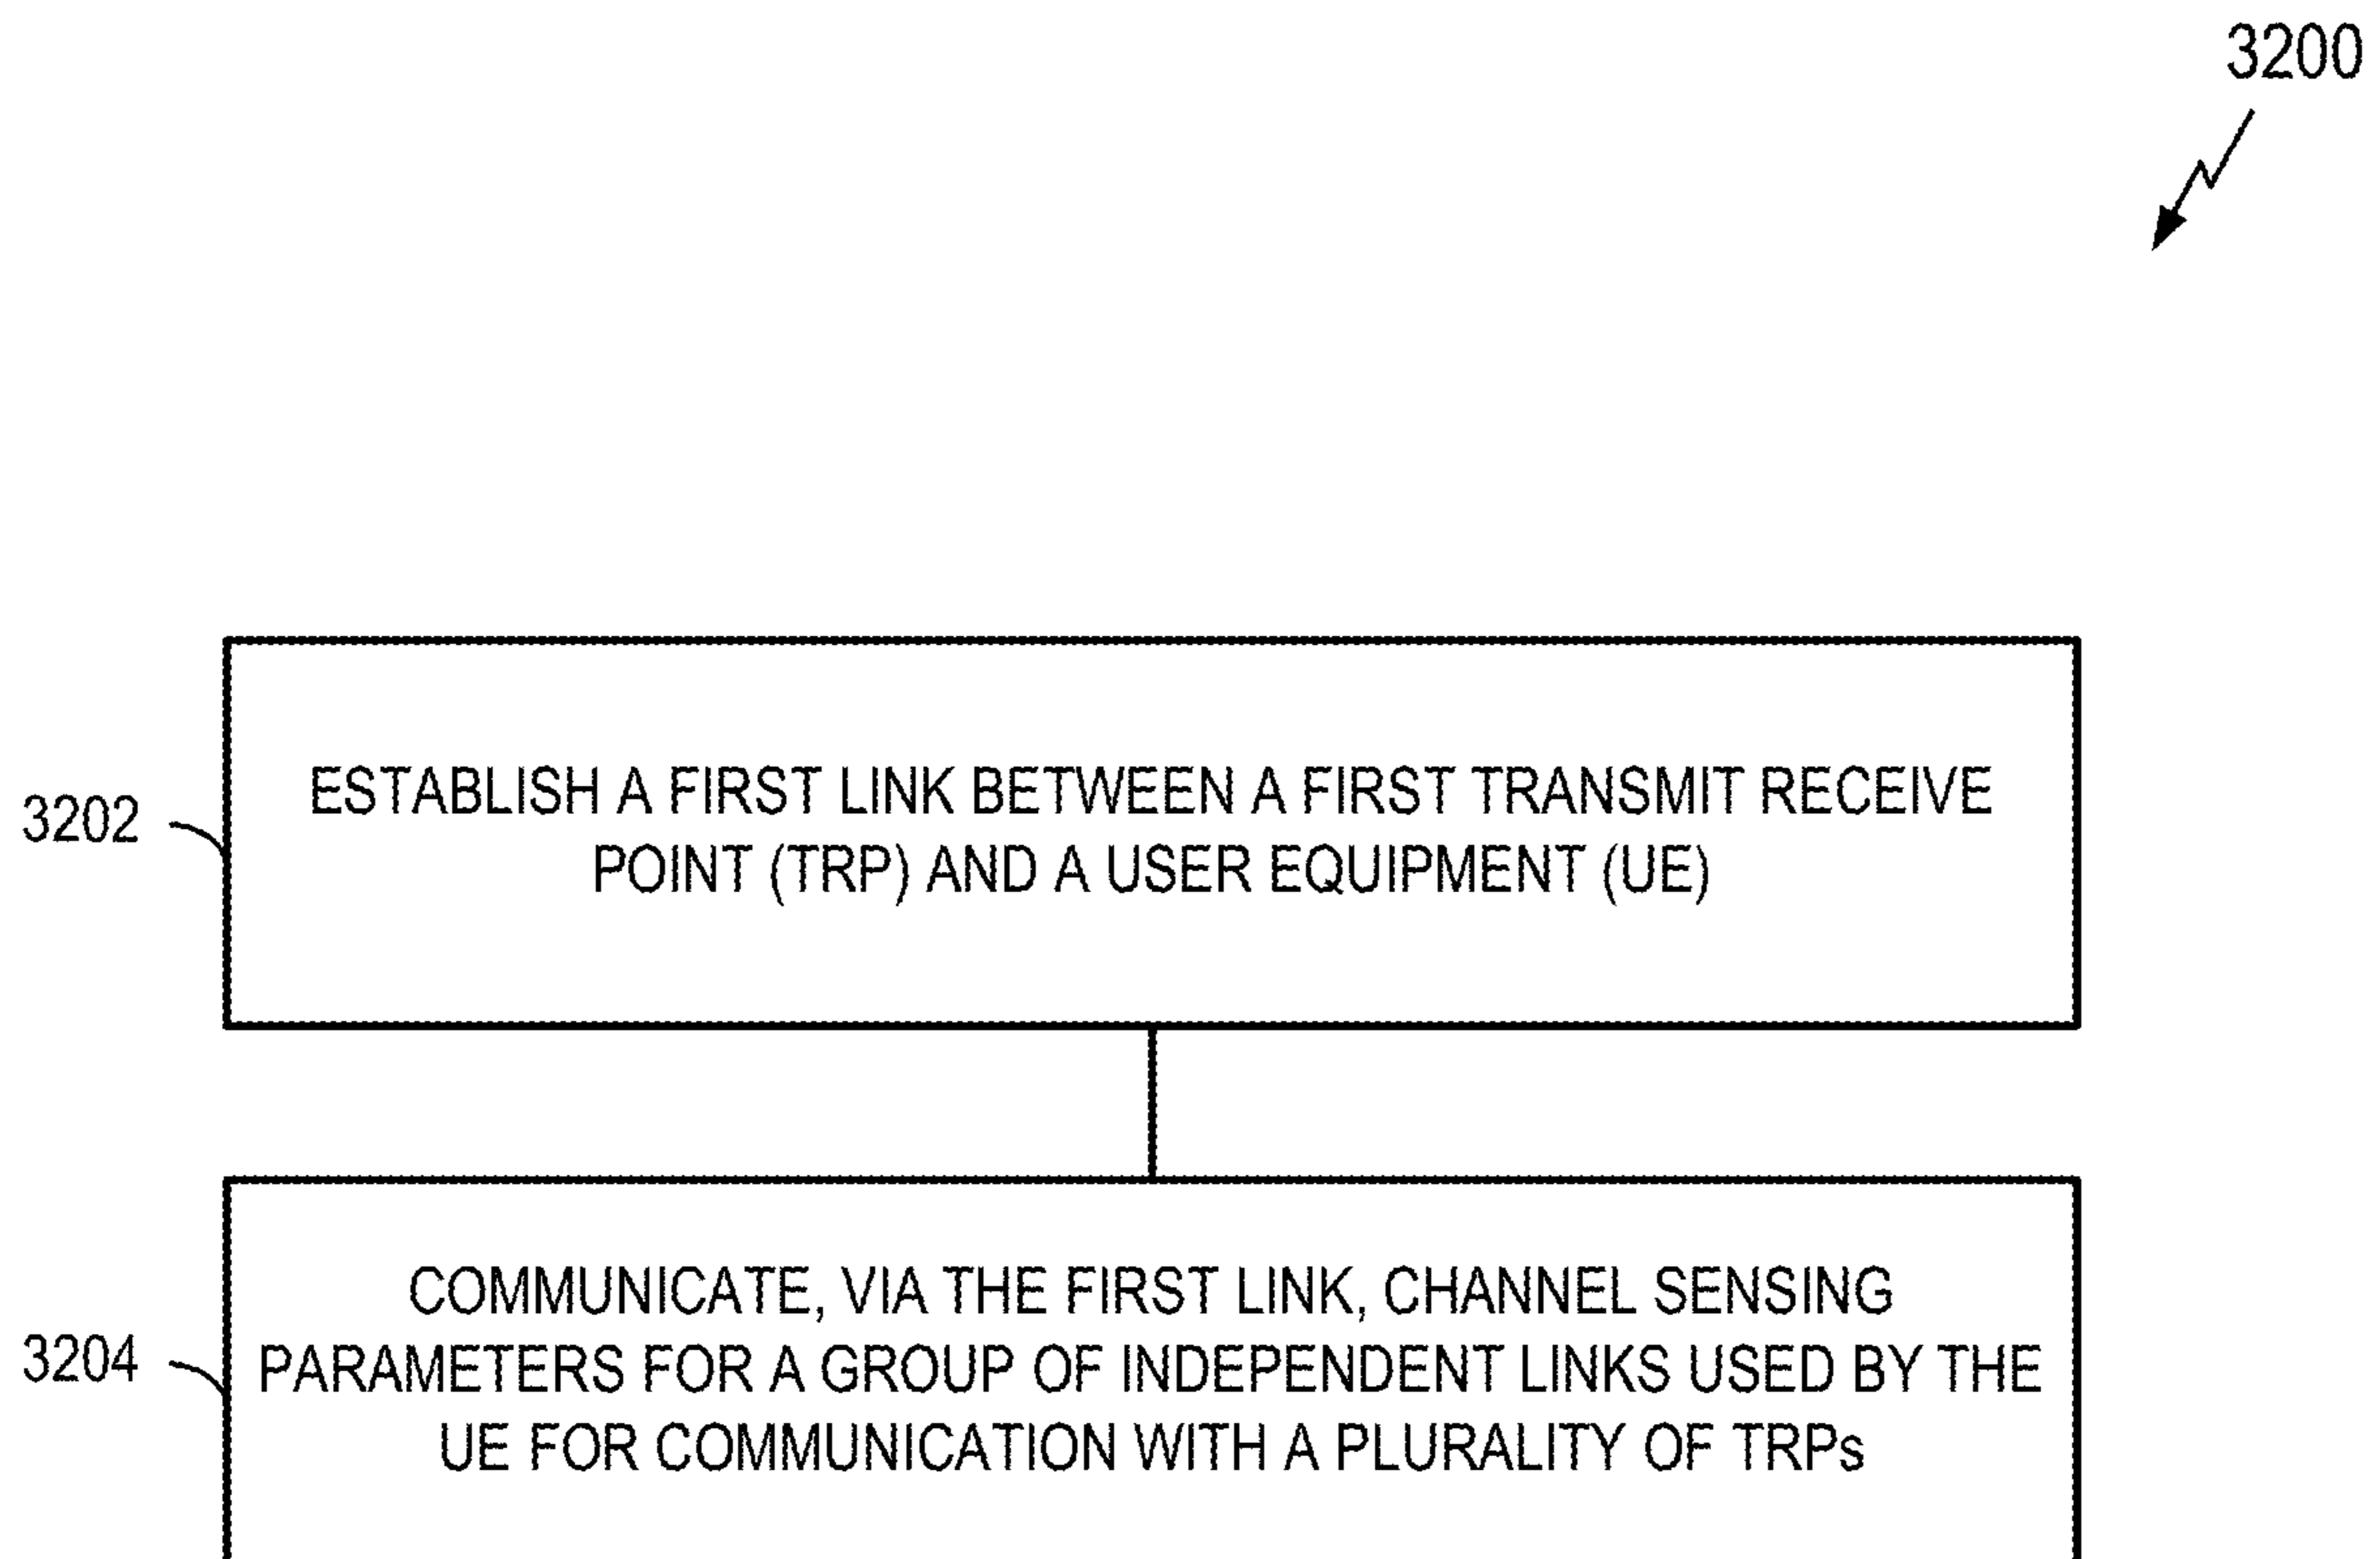 3200
3202
ESTABLISH A FIRST LINK BETWEEN A FIRST TRANSMIT RECEIVE
POINT (TRP) AND A USER EQUIPMENT (UE)
3204
COMMUNICATE, VIA THE FIRST LINK, CHANNEL SENSING
PARAMETERS FOR A GROUP OF INDEPENDENT LINKS USED BY THE
UE FOR COMMUNICATION WITH A PLURALITY OF TRPs